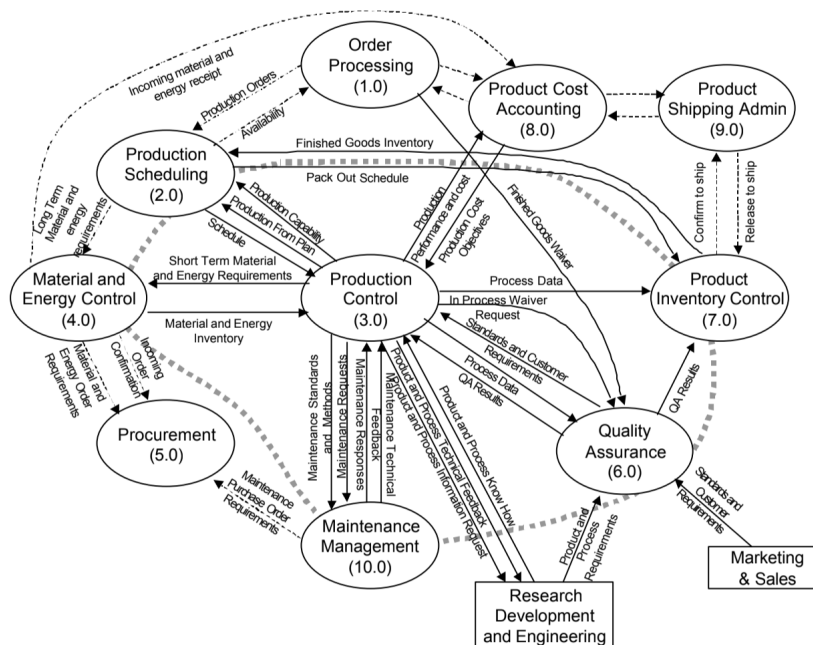 Order
Processing
(1.0)
Incoming material and
energy receipt
Production Orders
Availability
Product Cost
Accounting
(8.0)
Product
Shipping Admin
(9.0)
Production
Scheduling
(2.0)
Finished Goods Inventory
Pack Out Schedule
Long Term
Material and
energy
requirements
Production Capability
Production From Plan
Schedule
Production
Performance and cost
Production Cost
Objectives
Finished Goods Waiver
Confirm to ship
Release to ship
Material and
Energy Control
(4.0)
Short Term Material
and Energy Requirements
Material and Energy
Inventory
Production
Control
(3.0)
Process Data
In Process Waiver
Request
Product
Inventory Control
(7.0)
Standards and Customer
Requirements
Process Data
QA Results
QA Results
Material and
Energy Order
Requirements
Incoming
Order
Confirmation
Procurement
(5.0)
Maintenance Standards
and Methods
Maintenance Requests
Maintenance Responses
Feedback
Maintenance Technical
Product and Process Technical Feedback
Product and Process Information Request
Product and Process Know How
Quality
Assurance
(6.0)
Maintenance
Purchase Order
Requirements
Maintenance
Management
(10.0)
Product and
Process
Requirements
Standards and
Customer
Requirements
Research
Development
and Engineering
Marketing
& Sales